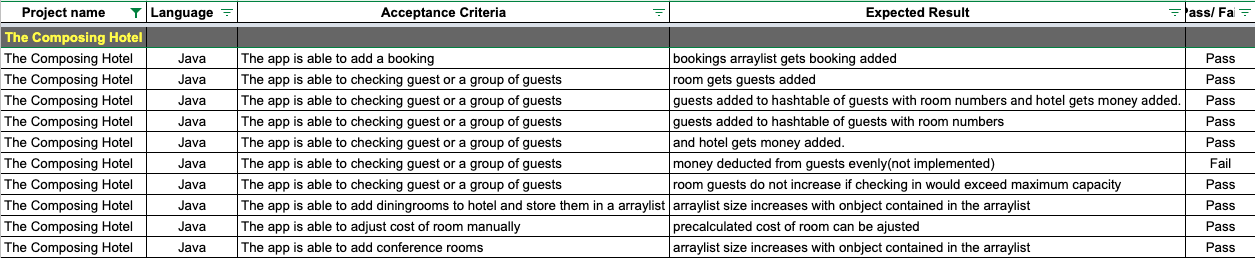 Project name Language Acceptance Criteria Expected Result Pass/ Fai
The Composing Hotel
The Composing Hotel Java The app is able to add a booking bookings arraylist gets booking added Pass
The Composing Hotel Java The app is able to checking guest or a group of guests room gets guests added Pass
The Composing Hotel Java The app is able to checking guest or a group of guests guests added to hashtable of guests with room numbers and hotel gets money added. Pass
The Composing Hotel Java The app is able to checking guest or a group of guests guests added to hashtable of guests with room numbers Pass
The Composing Hotel Java The app is able to checking guest or a group of guests and hotel gets money added. Pass
The Composing Hotel Java The app is able to checking guest or a group of guests money deducted from guests evenly(not implemented) Fail
The Composing Hotel Java The app is able to checking guest or a group of guests room guests do not increase if checking in would exceed maximum capacity Pass
The Composing Hotel Java The app is able to add diningrooms to hotel and store them in a arraylist arraylist size increases with onbject contained in the arraylist Pass
The Composing Hotel Java The app is able to adjust cost of room manually precalculated cost of room can be ajusted Pass
The Composing Hotel Java The app is able to add conference rooms arraylist size increases with onbject contained in the arraylist Pass